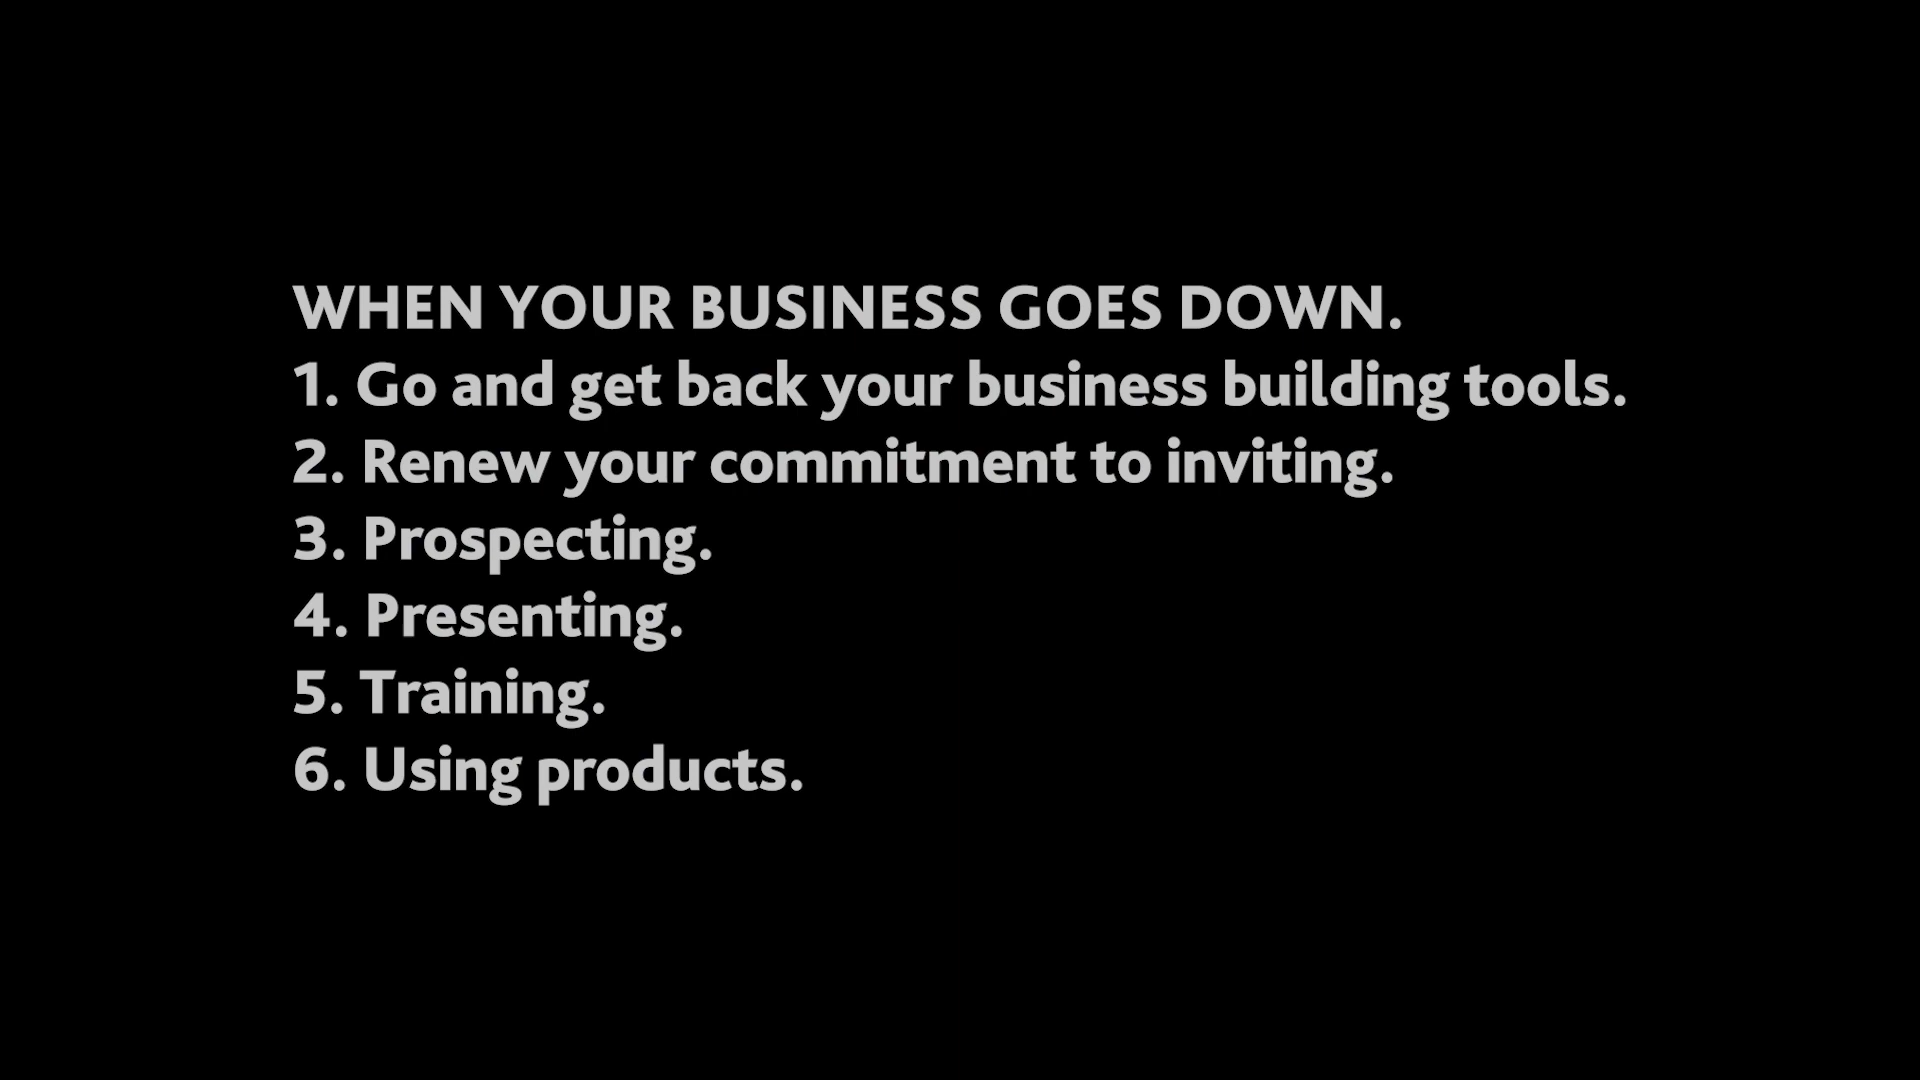 WHEN YOUR BUSINESS GOES DOWN.
1. Go and get back your business building tools.
2. Renew your commitment to inviting.
3. Prospecting.
4. Presenting.
5. Training.
6. Using products.